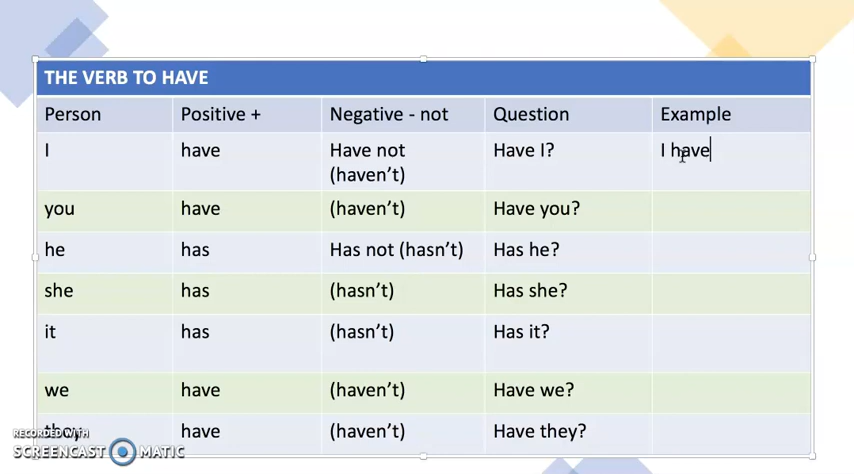 THE VERB TO HAVE
Person Positive + Negative - not Question Example
I have Have not Have I? I have
(haven't)
you have (haven't) Have you?
he has Has not (hasn't) Has he?
she has (hasn't) Has she?
it has (hasn't) Has it?
we have (haven't) Have we?
they have (haven't) Have they?
RECORDED WITH
SCREENCAST MATIC